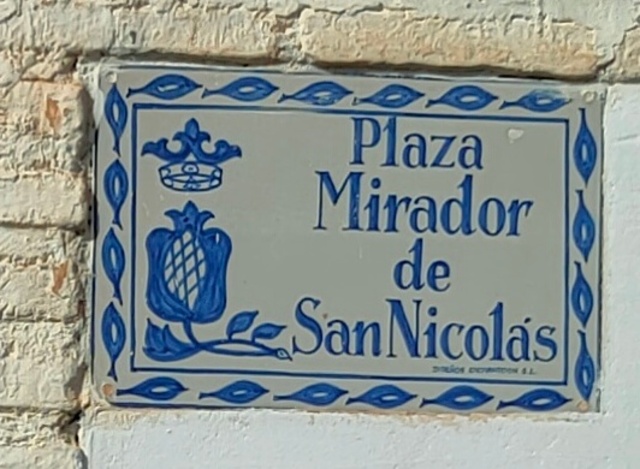 Plaza
Mirador
de
San Nicolás